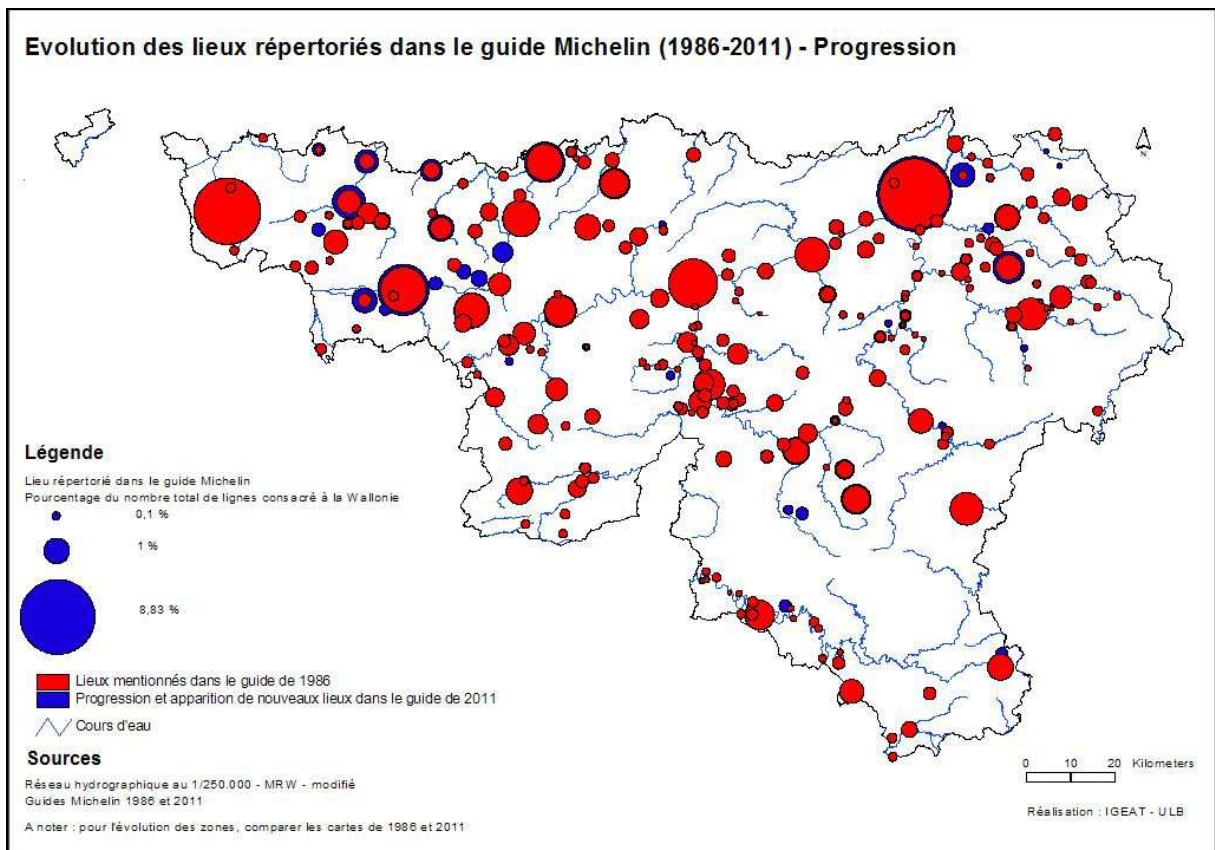 Evolution des lieux répertoriés dans le guide Michelin (1986-2011) - Progression
N
Légende
Lieu répertorié dans le guide Michelin
Pourcentage du nombre total de lignes consacré à la Wallonie
0,1 %
1 %
8,83 %
Lieux mentionnés dans le guide de 1986
Progression et apparition de nouveaux lieux dans le guide de 2011
Cours d'eau
Sources
Réseau hydrographique au 1/250.000 - MRW - modifié
Guides Michelin 1986 et 2011
A noter : pour l'évolution des zones, comparer les cartes de 1986 et 2011
0 10 20 Kilometers
Réalisation : IGEAT - ULB